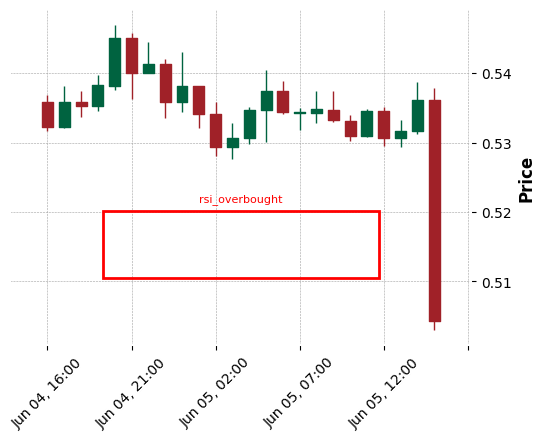 0.54
0.53
rsi_overbought
0.52
0.51
Price
Jun 04, 16:00
Jun 04, 21:00
Jun 05, 02:00
Jun 05, 07:00
Jun 05, 12:00